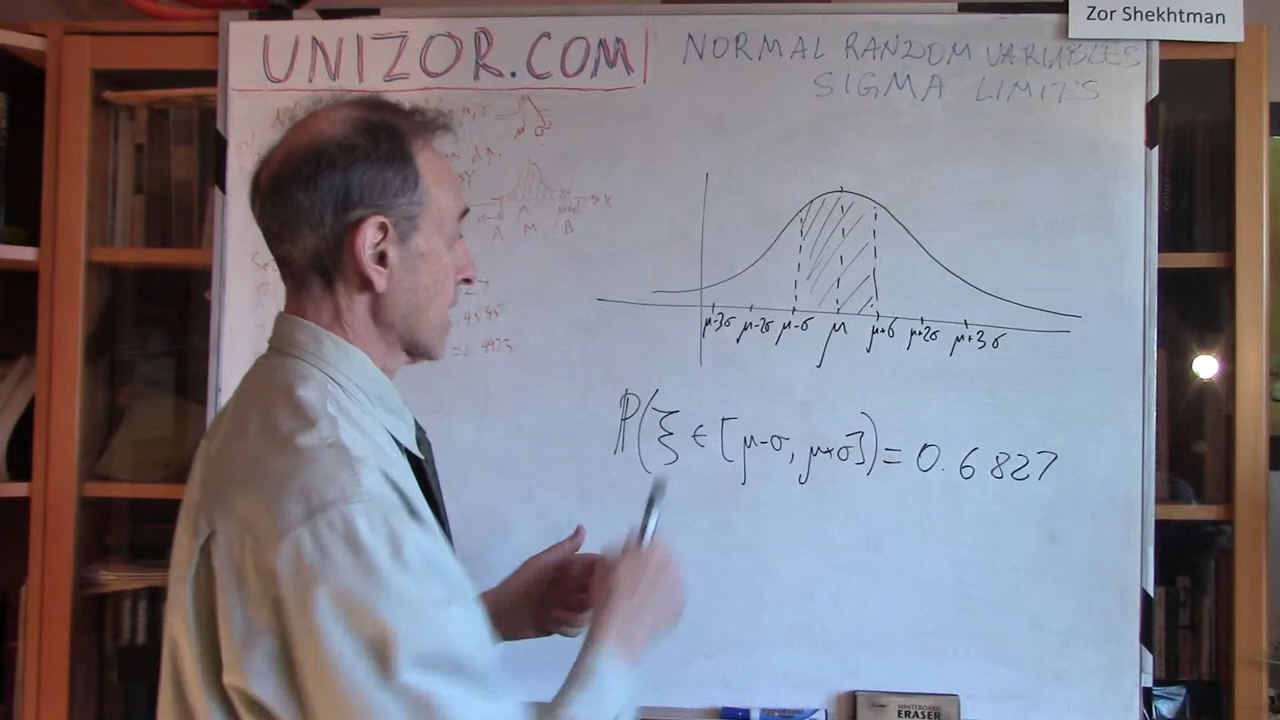 Zor Shekhtman
UNIZOR.COM
NORMAL RANDOM VARIABLES
SIGMA LIMITS
μ σ
A M B
μ-3σ μ-2σ μ-σ μ μ+σ μ+2σ μ+3σ
P(ξ ∈ [μ-σ, μ+σ]) = 0.6827
WHITEBOARD
ERASER